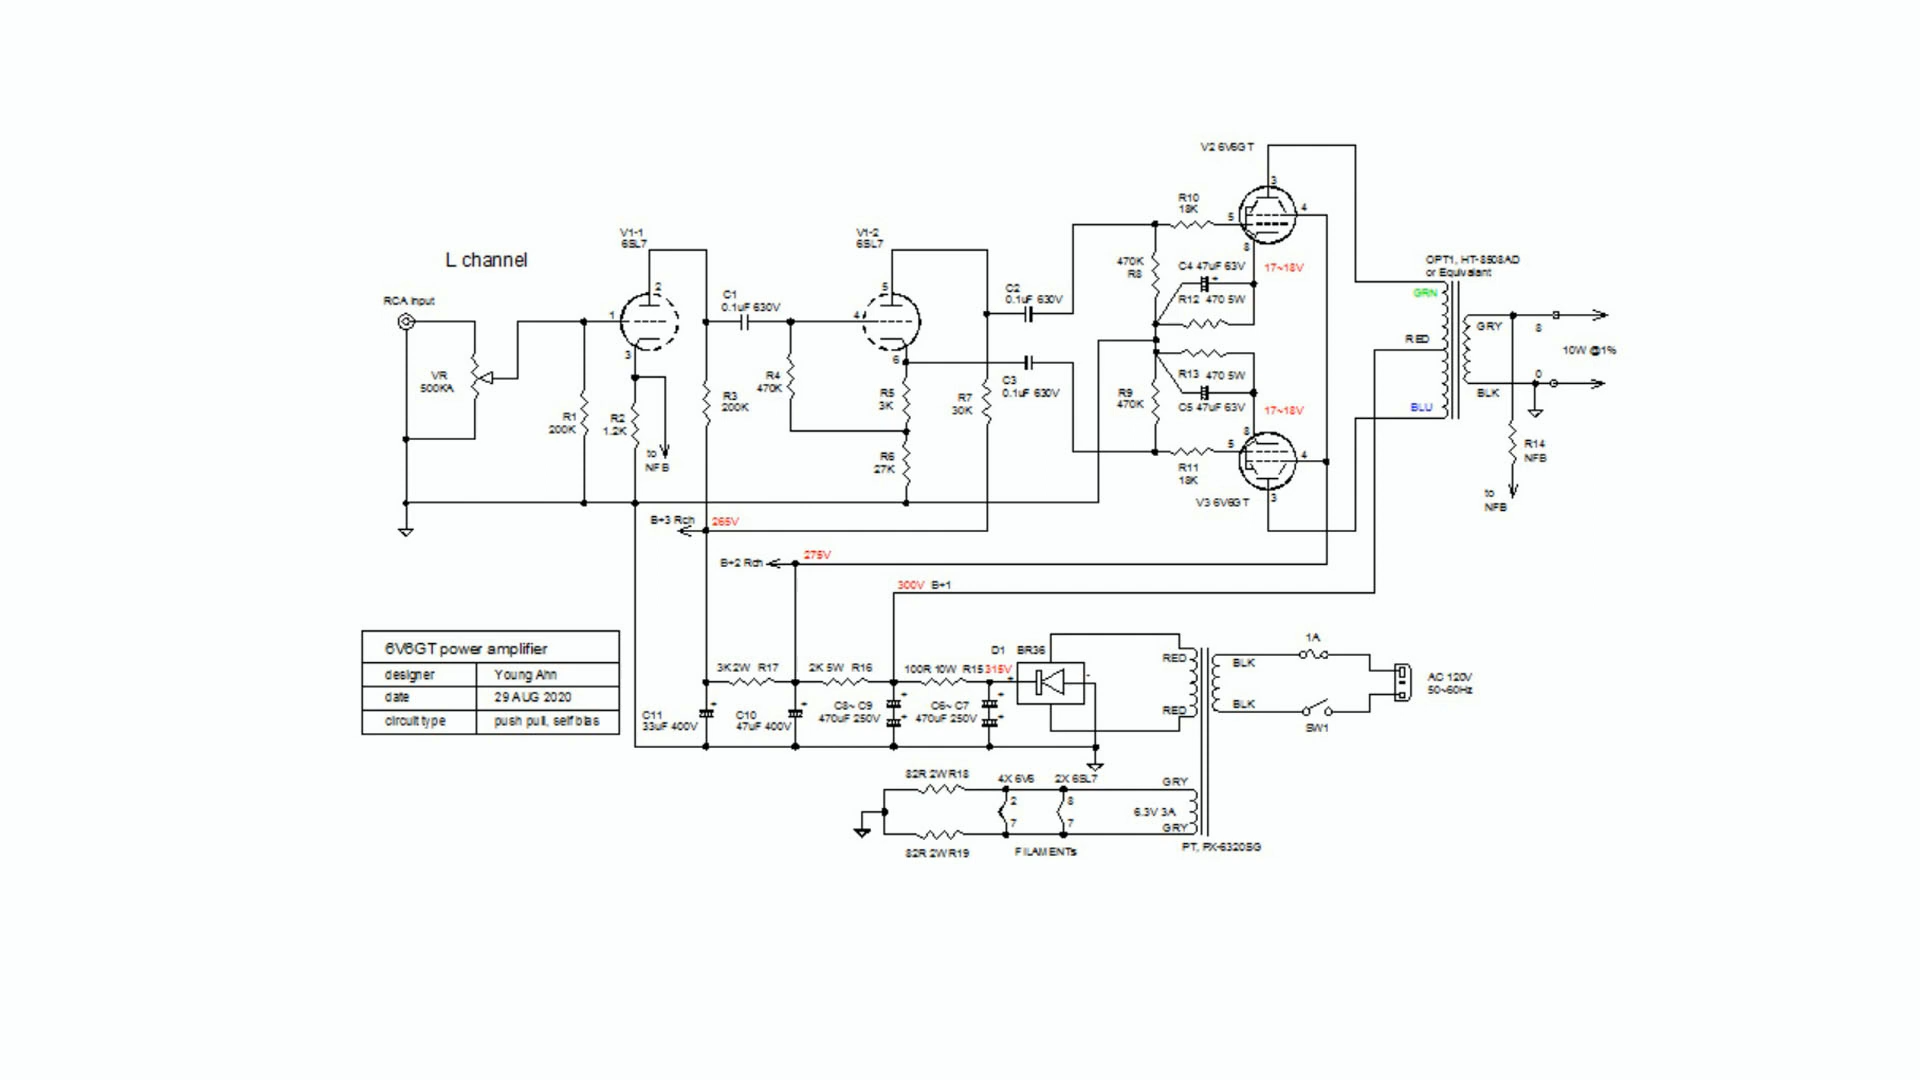 L channel
RCA input
VR
500KA
R1
200K
V1-1
6SL7
1
2
3
R2
1.2K
to
NFB
R3
200K
C1
0.1uF 630V
R4
470K
V1-2
6SL7
4
5
6
R5
3K
R6
27K
R7
30K
C2
0.1uF 630V
C3
0.1uF 630V
V2 6V6GT
3
R10
18K
5
4
8
470K
R8
C4 47uF 63V
17~18V
R12 470 5W
R13 470 5W
R9
470K
C5 47uF 63V
17~18V
8
5
4
R11
18K
3
V3 6V6GT
OPT1, HT-8508AD
or Equivalant
GRN
RED
BLU
GRY
8
10W @1%
0
BLK
R14
NFB
to
NFB
B+3 Rch
265V
B+2 Rch
275V
300V B+1
6V6GT power amplifier
designer Young Ahn
date 29 AUG 2020
circuit type push pull, self bias
3K 2W R17
2K 5W R16
100R 10W R15
315V
D1 BR36
+
-
C11
33uF 400V
+
C10
47uF 400V
+
C8~ C9
470uF 250V
+
+
C6~ C7
470uF 250V
+
+
RED
RED
BLK
BLK
1A
SW1
AC 120V
50~60Hz
82R 2W R18
4X 6V6
2X 6SL7
GRY
2
8
6.3V 3A
7
7
GRY
82R 2W R19
FILAMENTs
PT, PX-6320SG